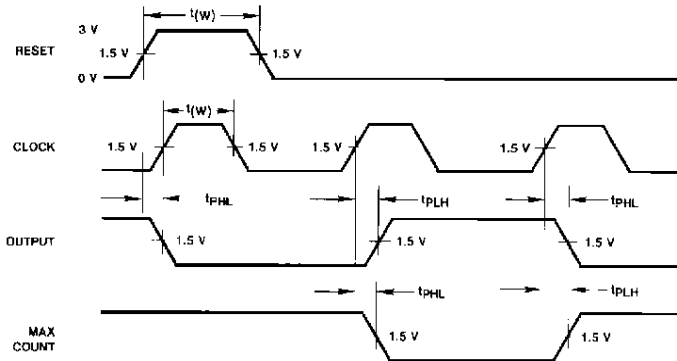 t(W)
3 V
RESET
1.5 V
1.5 V
0 V
t(W)
CLOCK
1.5 V
1.5 V
1.5 V
1.5 V
tPHL
tPLH
tPHL
OUTPUT
1.5 V
1.5 V
1.5 V
tPHL
tPLH
MAX
COUNT
1.5 V
1.5 V